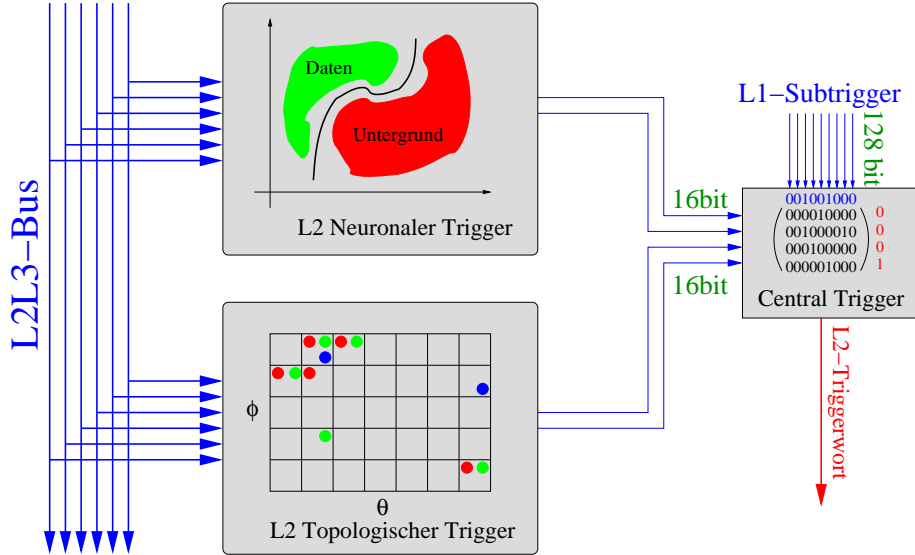 L2L3-Bus
Daten
Untergrund
L2 Neuronaler Trigger
ϕ
θ
L2 Topologischer Trigger
16bit
16bit
L1-Subtrigger
128 bit
001001000
000010000 0
001000010 0
000100000 0
000001000 1
Central Trigger
L2-Triggerwort